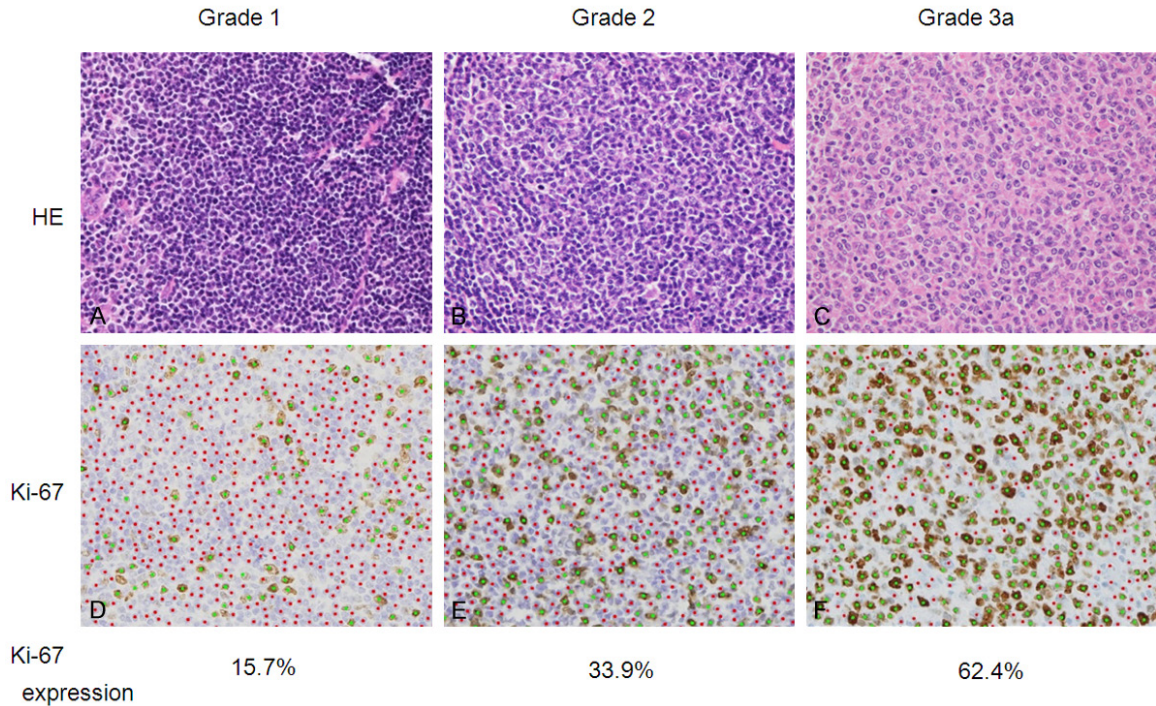 Grade 1 Grade 2 Grade 3a
HE
A B C
Ki-67
D E F
Ki-67
expression
15.7% 33.9% 62.4%